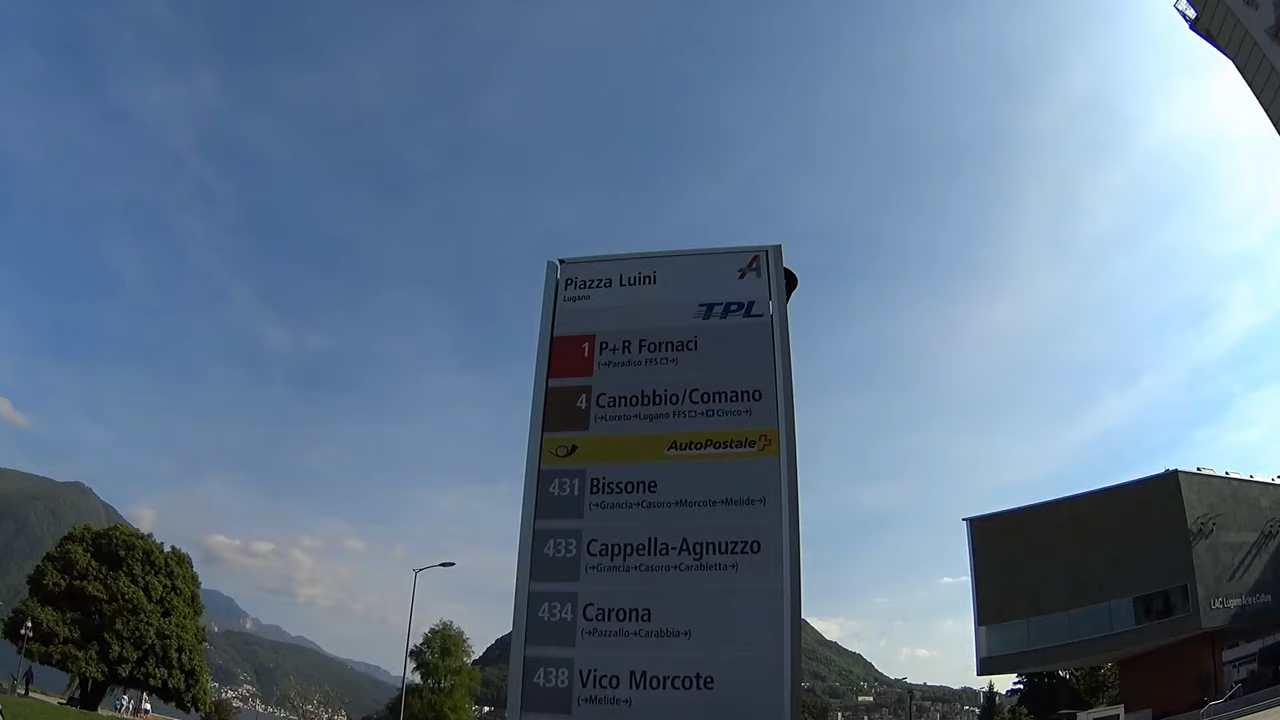 Piazza Luini
Lugano
TPL
1 P+R Fornaci
(→Paradiso FFS→)
4 Canobbio/Comano
(→Loreto→Lugano FFS→Civico→)
AutoPostale
431 Bissone
(→Grancia→Casoro→Morcote→Melide→)
433 Cappella-Agnuzzo
(→Grancia→Casoro→Carabietta→)
434 Carona
(→Pazzallo→Carabbia→)
438 Vico Morcote
(→Melide→)
LAC Lugano Arte e Cultura